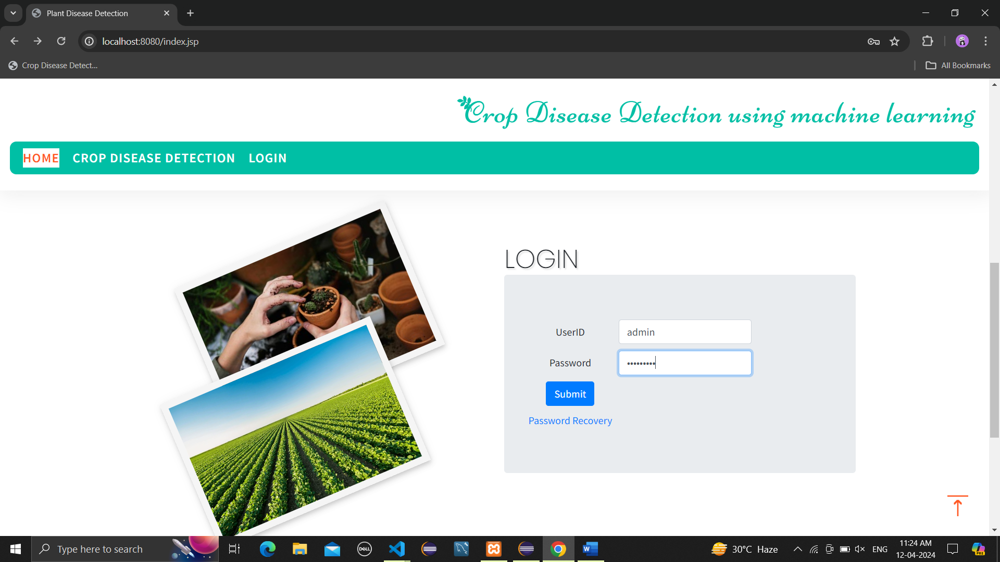 Plant Disease Detection
localhost:8080/index.jsp
Crop Disease Detect...
All Bookmarks
Crop Disease Detection using machine learning
HOME CROP DISEASE DETECTION LOGIN
LOGIN
UserID admin
Password •••••••••
Submit
Password Recovery
Type here to search
DELL
W
30°C Haze
ENG
11:24 AM
12-04-2024
PRE